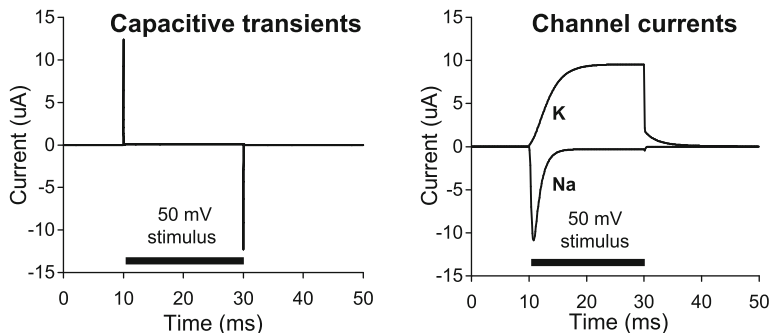 Capacitive transients
Current (uA)
15
10
5
0
-5
-10
-15
50 mV
stimulus
0
10
20
30
40
50
Time (ms)
Channel currents
Current (uA)
15
10
5
0
-5
-10
-15
K
Na
50 mV
stimulus
0
10
20
30
40
50
Time (ms)